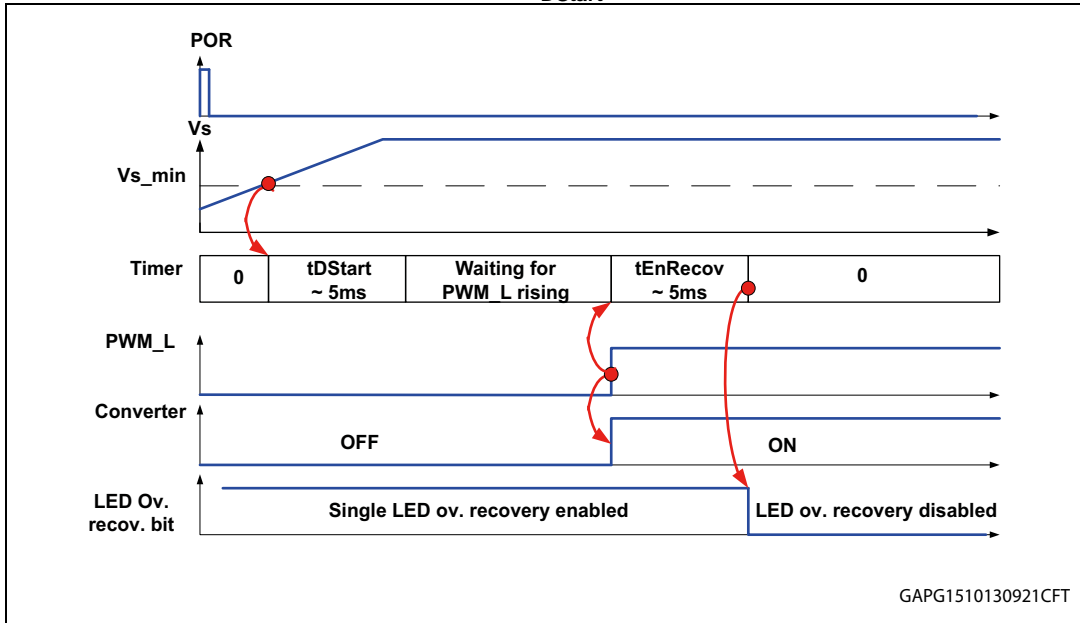 POR
Vs
Vs_min
Timer
0
tDStart
~ 5ms
Waiting for
PWM_L rising
tEnRecov
~ 5ms
0
PWM_L
Converter
OFF
ON
LED Ov.
recov. bit
Single LED ov. recovery enabled
LED ov. recovery disabled
GAPG1510130921CFT